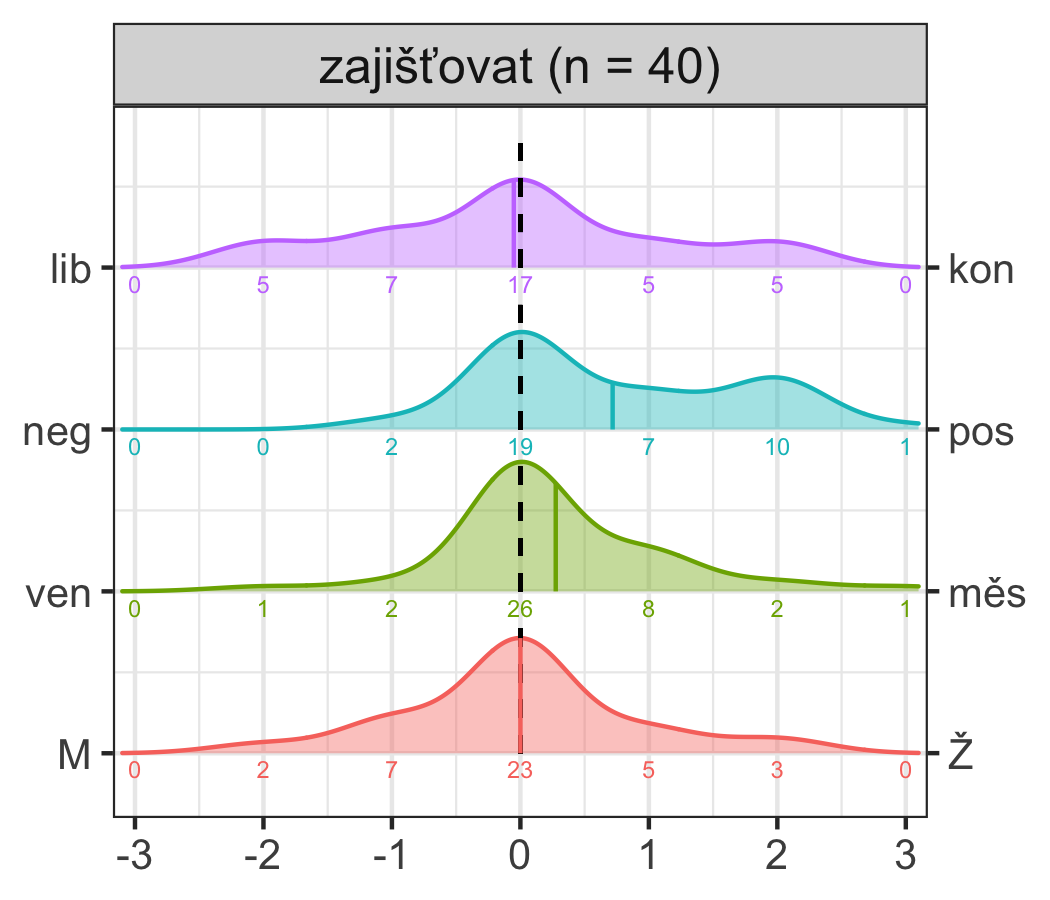 zajišťovat (n = 40)
lib kon
0 5 7 17 5 5 0
neg pos
0 0 2 19 7 10 1
ven měs
0 1 2 26 8 2 1
M Ž
0 2 7 23 5 3 0
-3 -2 -1 0 1 2 3